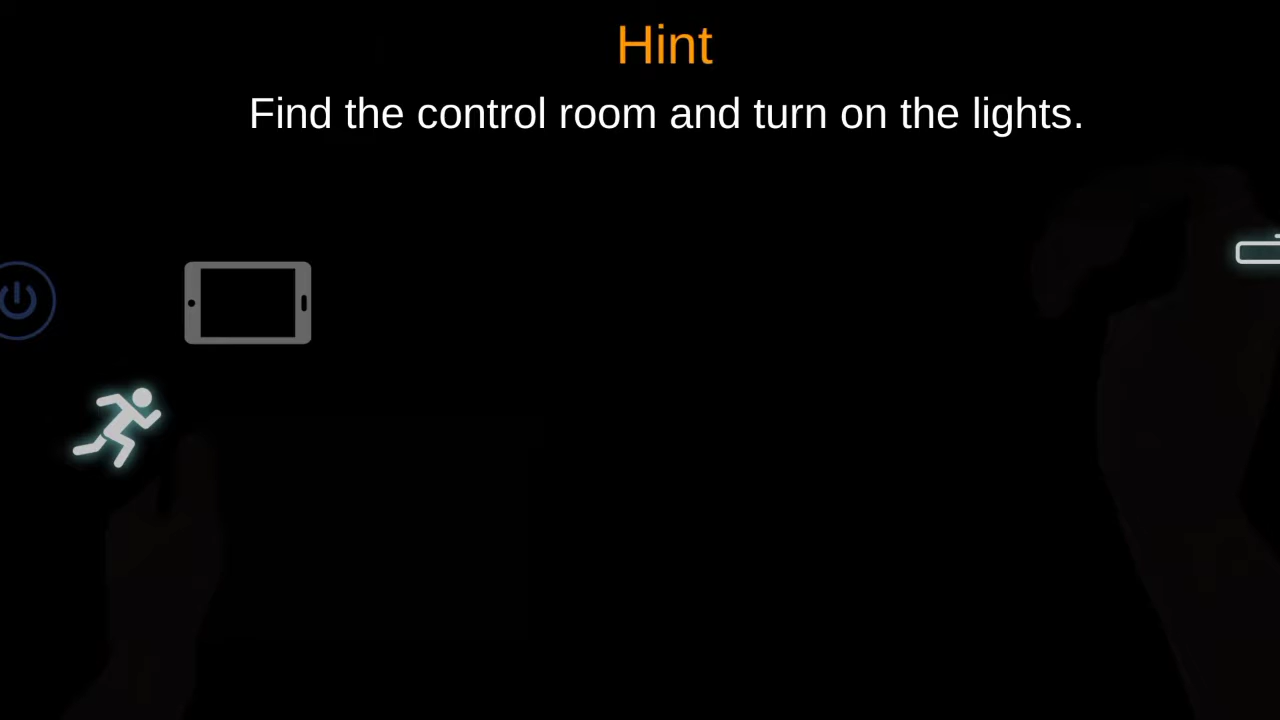 Hint
Find the control room and turn on the lights.